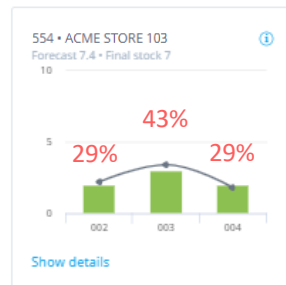 554 • ACME STORE 103
Forecast 7.4 • Final stock 7
10
43%
5
29%
29%
0
002 003 004
Show details